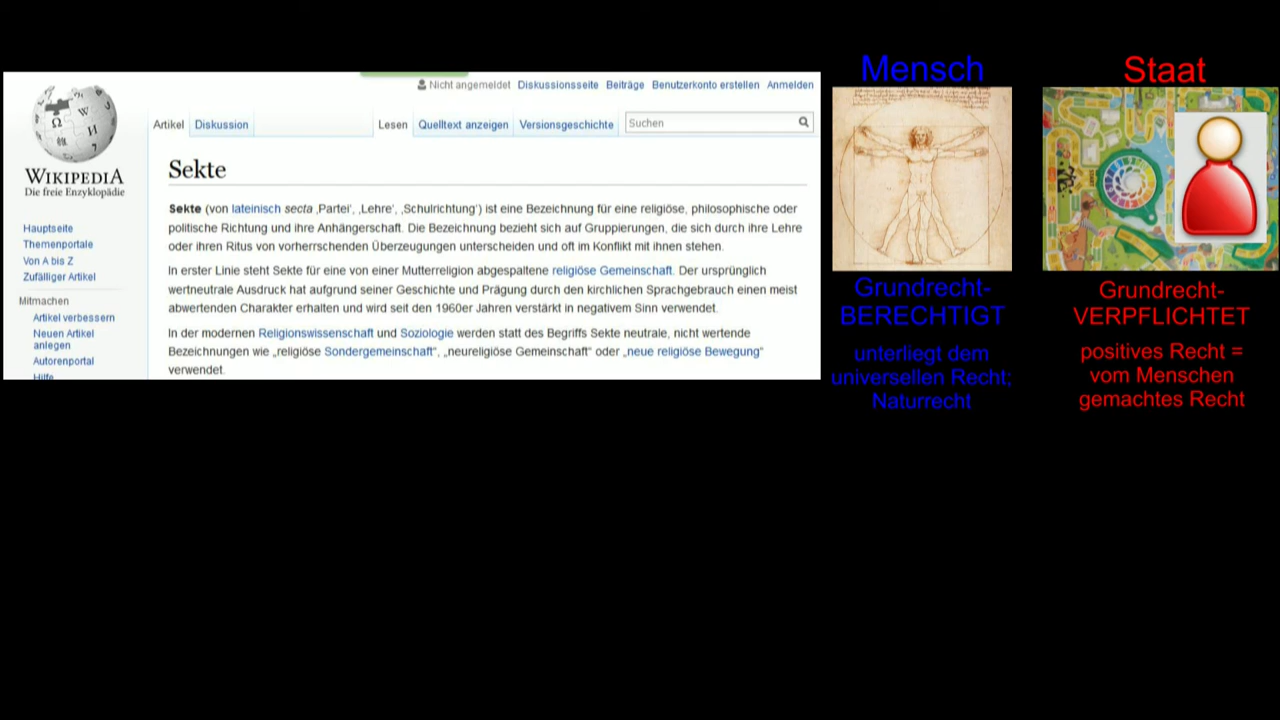 Nicht angemeldet Diskussionsseite Beiträge Benutzerkonto erstellen Anmelden
Artikel Diskussion Lesen Quelltext anzeigen Versionsgeschichte Suchen
WIKIPEDIA
Die freie Enzyklopädie
Hauptseite
Themenportale
Von A bis Z
Zufälliger Artikel
Mitmachen
Artikel verbessern
Neuen Artikel
anlegen
Autorenportal
Hilfe
Sekte
Sekte (von lateinisch secta ‚Partei‘, ‚Lehre‘, ‚Schulrichtung‘) ist eine Bezeichnung für eine religiöse, philosophische oder
politische Richtung und ihre Anhängerschaft. Die Bezeichnung bezieht sich auf Gruppierungen, die sich durch ihre Lehre
oder ihren Ritus von vorherrschenden Überzeugungen unterscheiden und oft im Konflikt mit ihnen stehen.
In erster Linie steht Sekte für eine von einer Mutterreligion abgespaltene religiöse Gemeinschaft. Der ursprünglich
wertneutrale Ausdruck hat aufgrund seiner Geschichte und Prägung durch den kirchlichen Sprachgebrauch einen meist
abwertenden Charakter erhalten und wird seit den 1960er Jahren verstärkt in negativem Sinn verwendet.
In der modernen Religionswissenschaft und Soziologie werden statt des Begriffs Sekte neutrale, nicht wertende
Bezeichnungen wie „religiöse Sondergemeinschaft“, „neureligiöse Gemeinschaft“ oder „neue religiöse Bewegung“
verwendet.
Mensch
Grundrecht-
BERECHTIGT
unterliegt dem
universellen Recht;
Naturrecht
Staat
Grundrecht-
VERPFLICHTET
positives Recht =
vom Menschen
gemachtes Recht